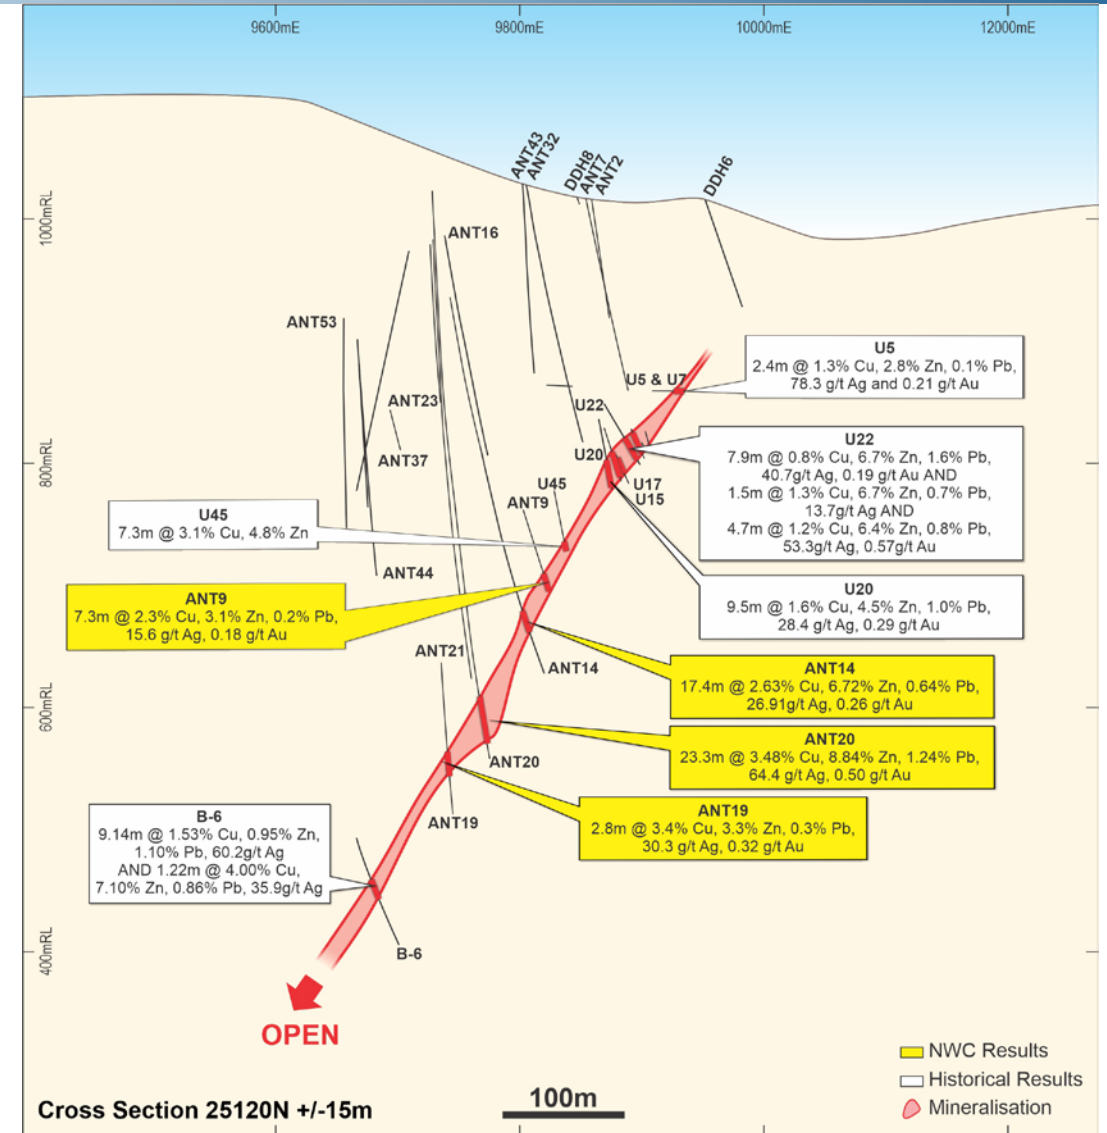 9600mE
9800mE
10000mE
12000mE
ANT43
ANT32
DDH8
ANT7
ANT2
DDH6
1000mRL
ANT16
ANT53
U5
2.4m @ 1.3% Cu, 2.8% Zn, 0.1% Pb,
78.3 g/t Ag and 0.21 g/t Au
U5 & U7
ANT23
U22
U22
7.9m @ 0.8% Cu, 6.7% Zn, 1.6% Pb,
40.7g/t Ag, 0.19 g/t Au AND
1.5m @ 1.3% Cu, 6.7% Zn, 0.7% Pb,
13.7g/t Ag AND
4.7m @ 1.2% Cu, 6.4% Zn, 0.8% Pb,
53.3g/t Ag, 0.57g/t Au
800mRL
ANT37
U20
U45
U17
U15
ANT9
U45
7.3m @ 3.1% Cu, 4.8% Zn
ANT44
U20
9.5m @ 1.6% Cu, 4.5% Zn, 1.0% Pb,
28.4 g/t Ag, 0.29 g/t Au
ANT9
7.3m @ 2.3% Cu, 3.1% Zn, 0.2% Pb,
15.6 g/t Ag, 0.18 g/t Au
ANT21
ANT14
ANT14
17.4m @ 2.63% Cu, 6.72% Zn, 0.64% Pb,
26.91g/t Ag, 0.26 g/t Au
600mRL
ANT20
23.3m @ 3.48% Cu, 8.84% Zn, 1.24% Pb,
64.4 g/t Ag, 0.50 g/t Au
ANT20
ANT19
2.8m @ 3.4% Cu, 3.3% Zn, 0.3% Pb,
30.3 g/t Ag, 0.32 g/t Au
ANT19
B-6
9.14m @ 1.53% Cu, 0.95% Zn,
1.10% Pb, 60.2g/t Ag
AND 1.22m @ 4.00% Cu,
7.10% Zn, 0.86% Pb, 35.9g/t Ag
B-6
400mRL
OPEN
NWC Results
Historical Results
Mineralisation
100m
Cross Section 25120N +/-15m